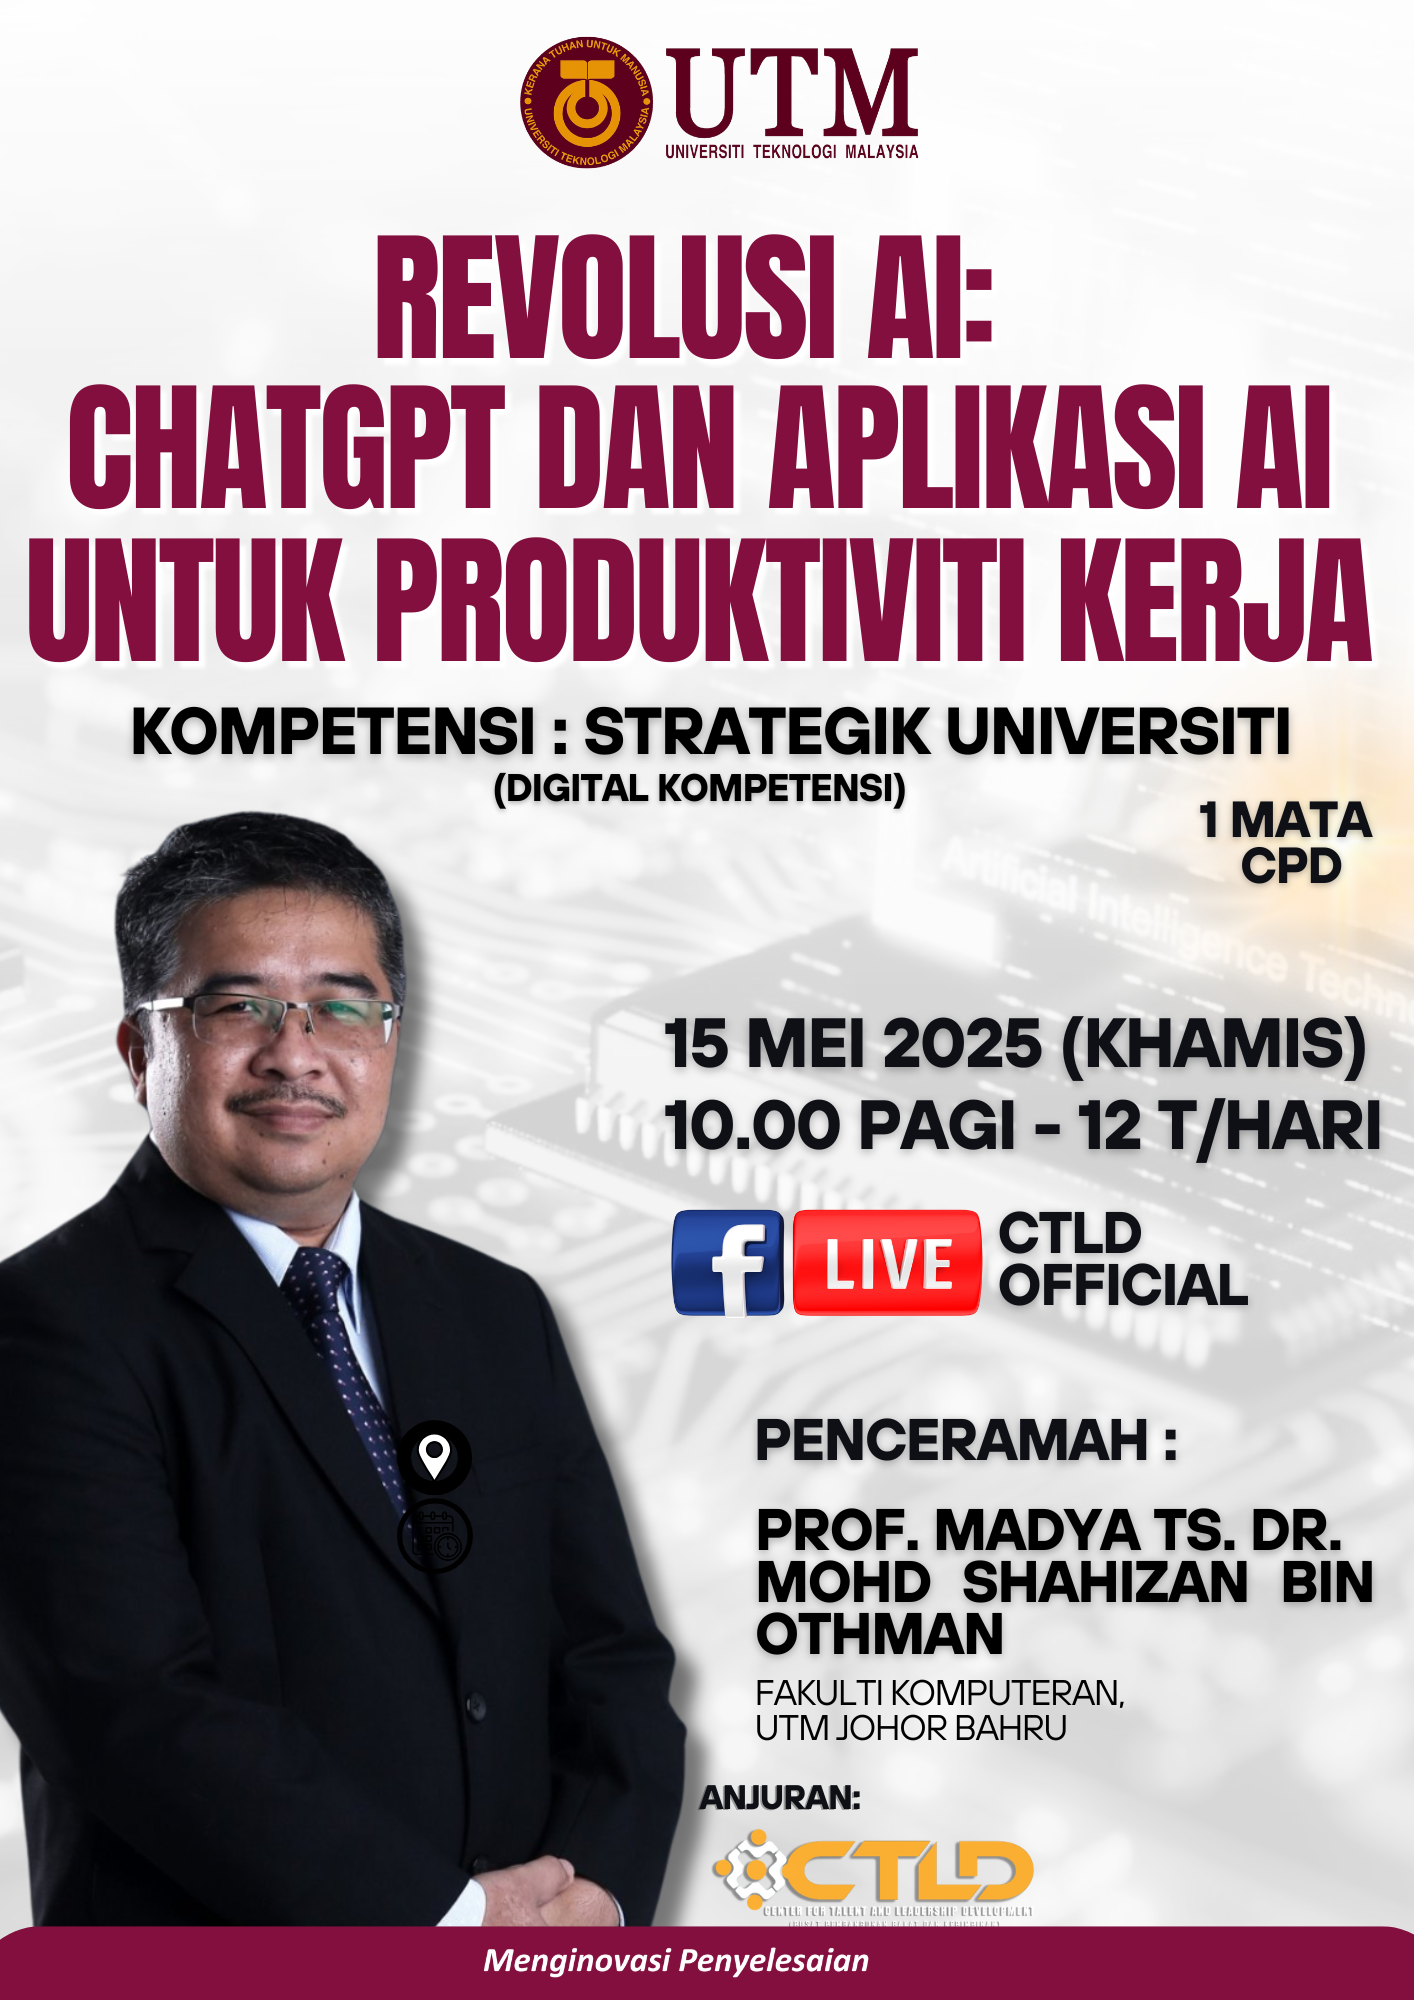 KERANA TUHAN UNTUK MANUSIA
UNIVERSITI TEKNOLOGI MALAYSIA
UTM
UNIVERSITI TEKNOLOGI MALAYSIA
REVOLUSI AI:
CHATGPT DAN APLIKASI AI
UNTUK PRODUKTIVITI KERJA
KOMPETENSI : STRATEGIK UNIVERSITI
(DIGITAL KOMPETENSI)
1 MATA
CPD
Artificial Intelligence
15 MEI 2025 (KHAMIS)
10.00 PAGI - 12 T/HARI
f LIVE
CTLD
OFFICIAL
PENCERAMAH :
PROF. MADYA TS. DR.
MOHD SHAHIZAN BIN
OTHMAN
FAKULTI KOMPUTERAN,
UTM JOHOR BAHRU
ANJURAN:
CTLD
CENTER FOR TALENT AND LEADERSHIP DEVELOPMENT
Menginovasi Penyelesaian